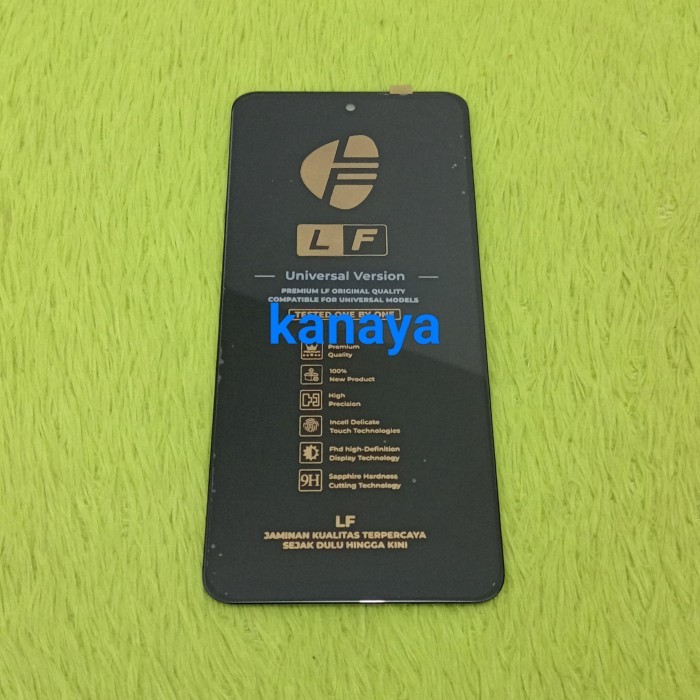 LF
LF
Universal Version
PREMIUM LF ORIGINAL QUALITY
COMPATIBLE FOR UNIVERSAL MODELS
TESTED ONE BY ONE
kanaya
Premium
Quality
100%
New Product
High
Precision
Incell Delicate
Touch Technologies
Fhd high-Definition
Display Technology
9H
Sapphire Hardness
Cutting Technology
LF
JAMINAN KUALITAS TERPERCAYA
SEJAK DULU HINGGA KINI